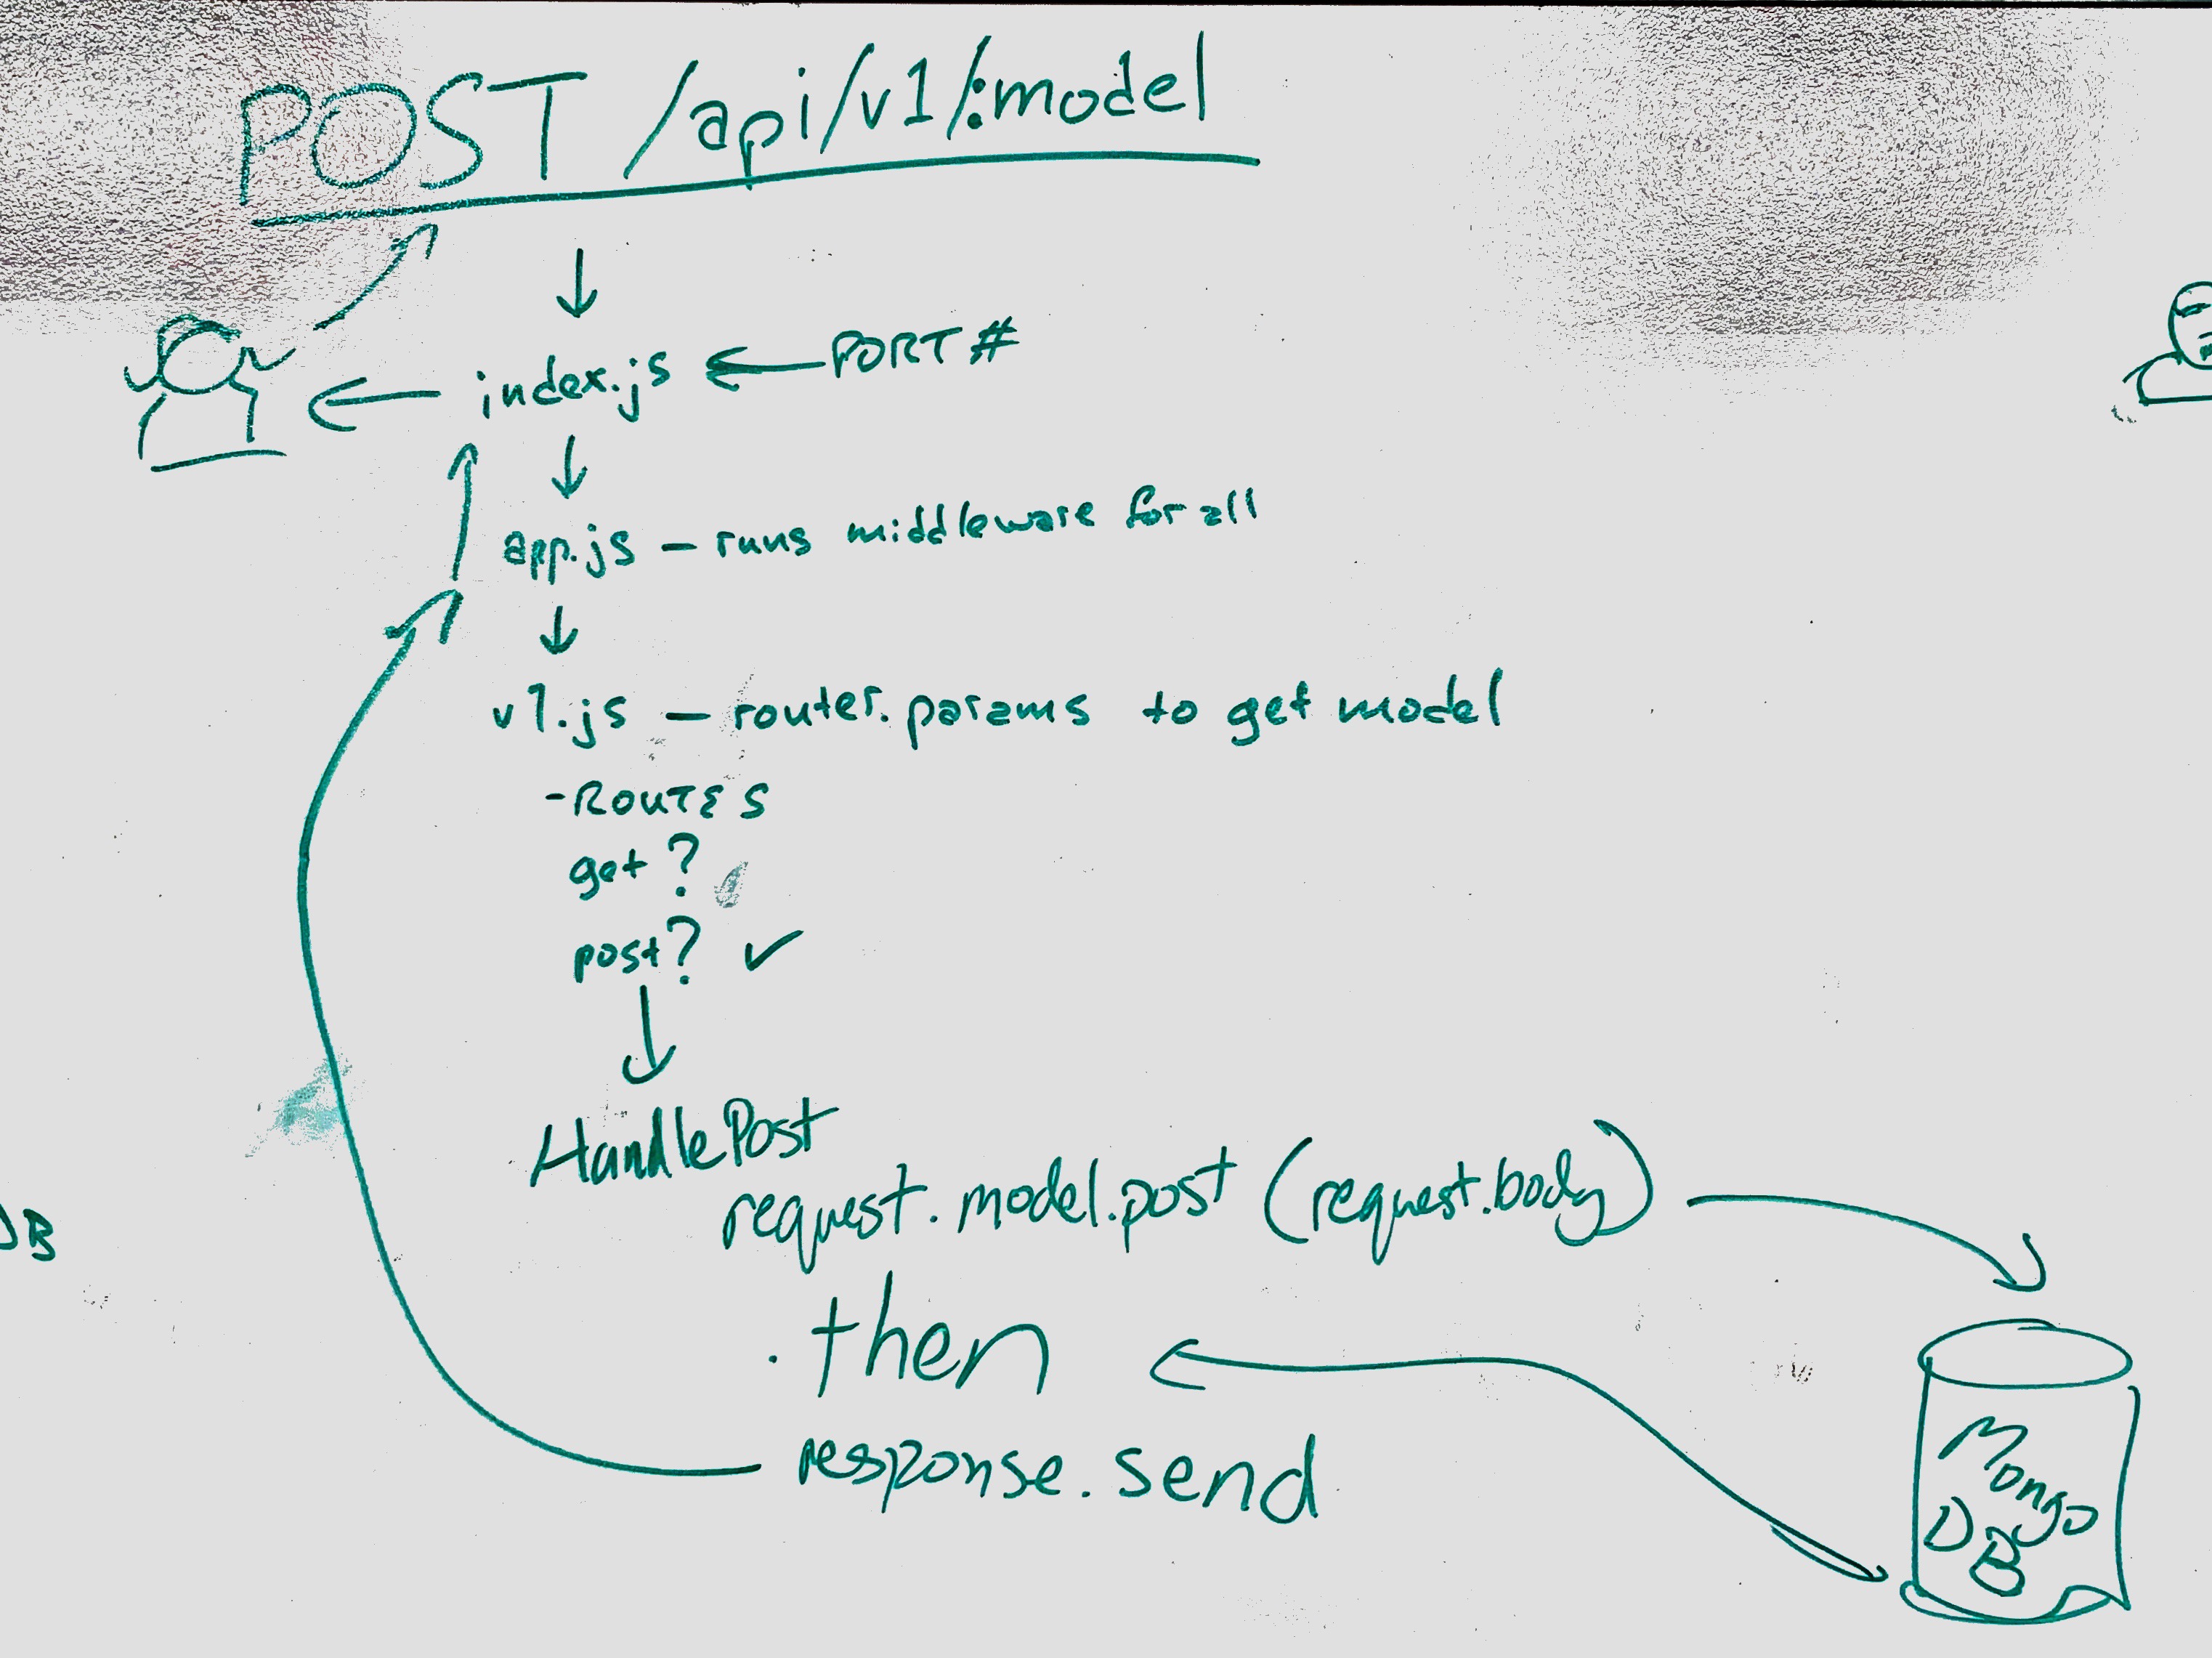 POST /api/v1/:model
index.js PORT #
app.js - runs middleware for all
v1.js - router.params to get model
- ROUTES
get?
post? ✓
HandlePost
request.model.post (request.body)
.then
response.send
Mongo
DB